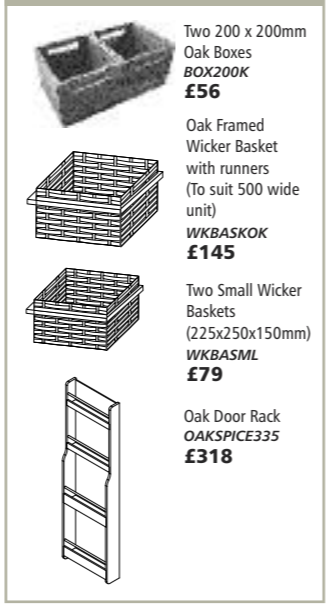 Two 200 x 200mm
Oak Boxes
BOX200K
£56
Oak Framed
Wicker Basket
with runners
(To suit 500 wide
unit)
WKBASKOK
£145
Two Small Wicker
Baskets
(225x250x150mm)
WKBASML
£79
Oak Door Rack
OAKSPICE335
£318